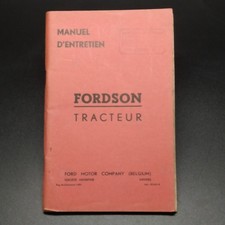 MANUEL
D'ENTRETIEN
FORDSON
TRACTEUR
FORD MOTOR COMPANY (BELGIUM)